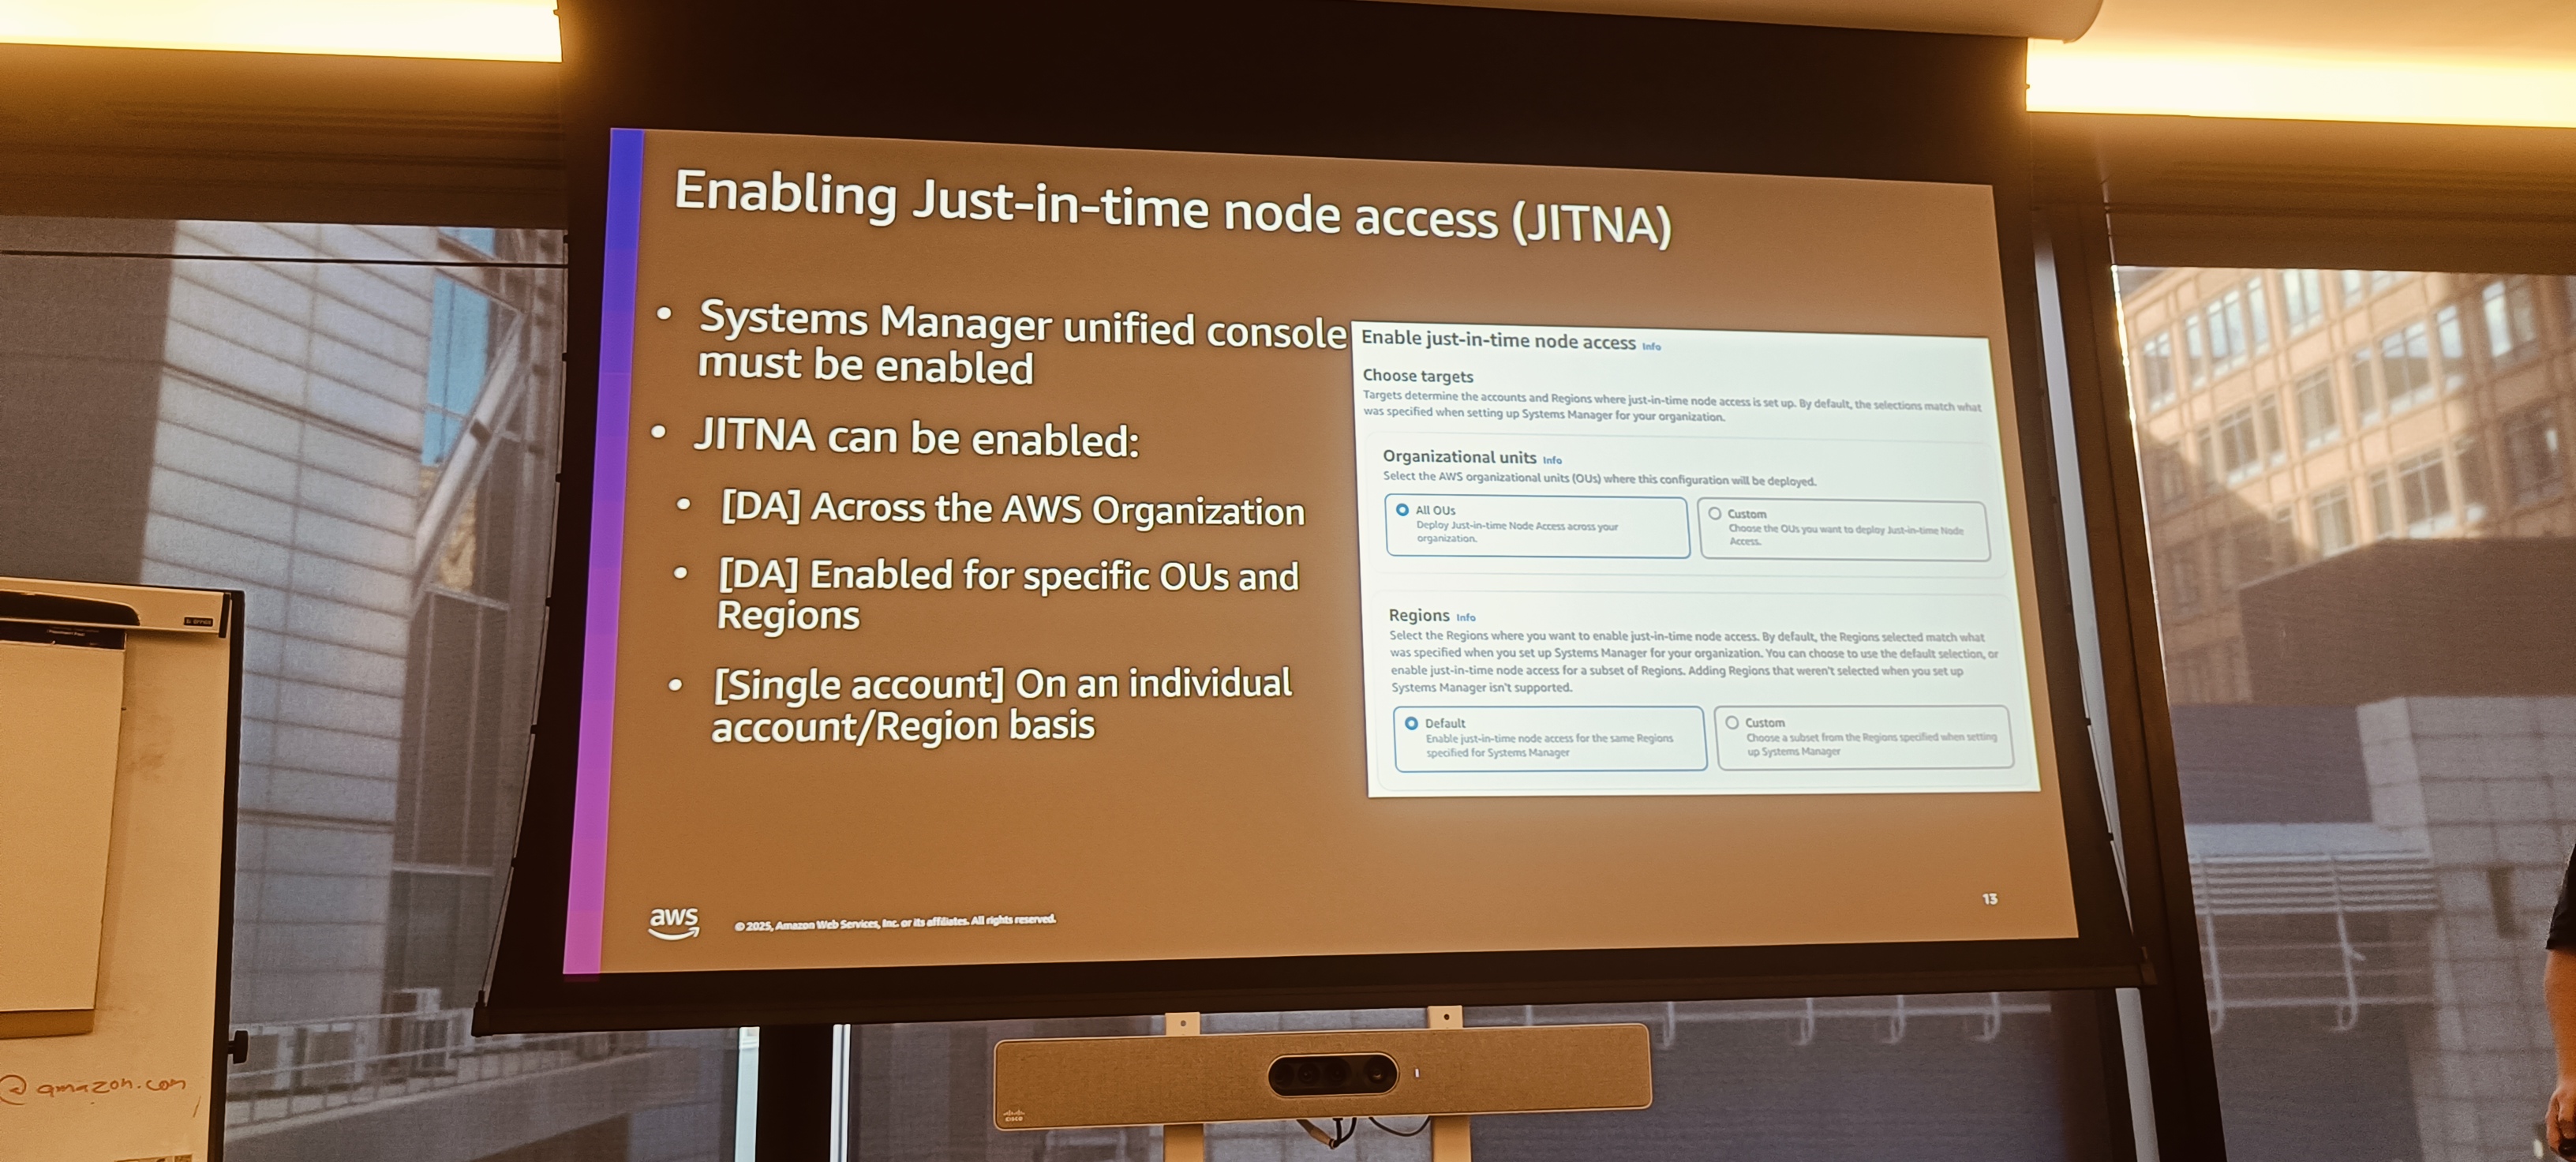 Enabling Just-in-time node access (JITNA)
• Systems Manager unified console
must be enabled
• JITNA can be enabled:
• [DA] Across the AWS Organization
• [DA] Enabled for specific OUs and
Regions
• [Single account] On an individual
account/Region basis
Enable just-in-time node access Info
Choose targets
Targets determine the accounts and Regions where just-in-time node access is set up. By default, the selections match what
was specified when setting up Systems Manager for your organization.
Organizational units Info
Select the AWS organizational units (OUs) where this configuration will be deployed.
All OUs
Deploy Just-in-time Node Access across your
organization.
Custom
Choose the OUs you want to deploy Just-in-time Node
Access.
Regions Info
Select the Regions where you want to enable just-in-time node access. By default, the Regions selected match what
was specified when you set up Systems Manager for your organization. You can choose to use the default selection, or
enable just-in-time node access for a subset of Regions. Adding Regions that weren't selected when you set up
Systems Manager isn't supported.
Default
Enable just-in-time node access for the same Regions
specified for Systems Manager
Custom
Choose a subset from the Regions specified when setting
up Systems Manager
aws
© 2025, Amazon Web Services, Inc. or its affiliates. All rights reserved.
13
@amazon.com
CISCO